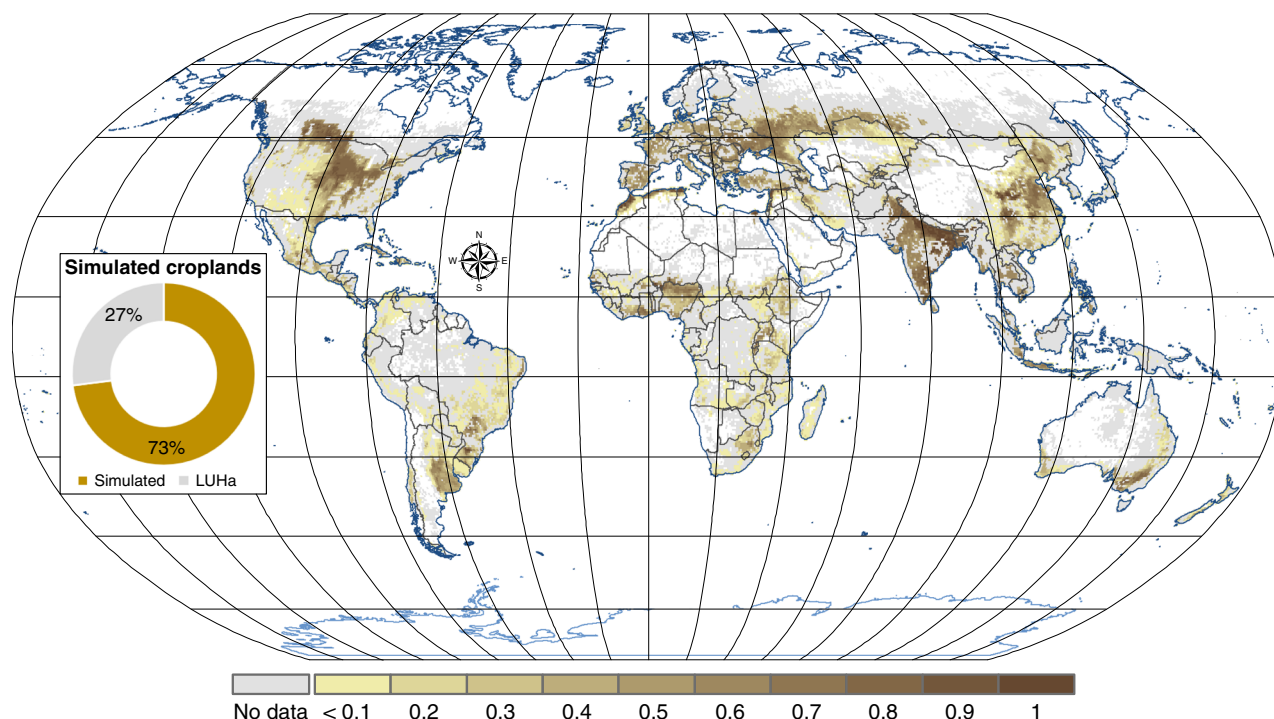 N
W E
S
Simulated croplands
27%
73%
Simulated LUHa
No data < 0.1 0.2 0.3 0.4 0.5 0.6 0.7 0.8 0.9 1